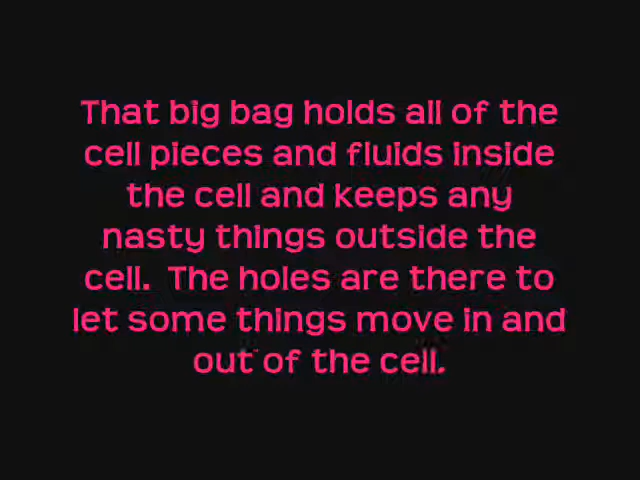 That big bag holds all of the
cell pieces and fluids inside
the cell and keeps any
nasty things outside the
cell.  The holes are there to
let some things move in and
out of the cell.